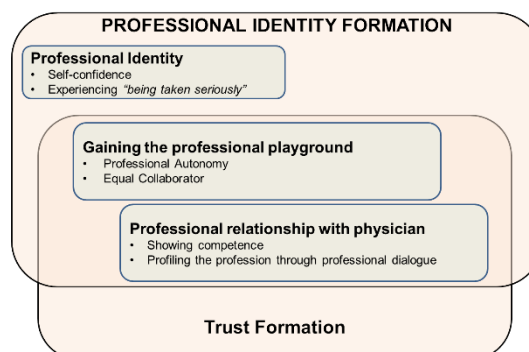 PROFESSIONAL IDENTITY FORMATION
Professional Identity
• Self-confidence
• Experiencing "being taken seriously"
Gaining the professional playground
• Professional Autonomy
• Equal Collaborator
Professional relationship with physician
• Showing competence
• Profiling the profession through professional dialogue
Trust Formation